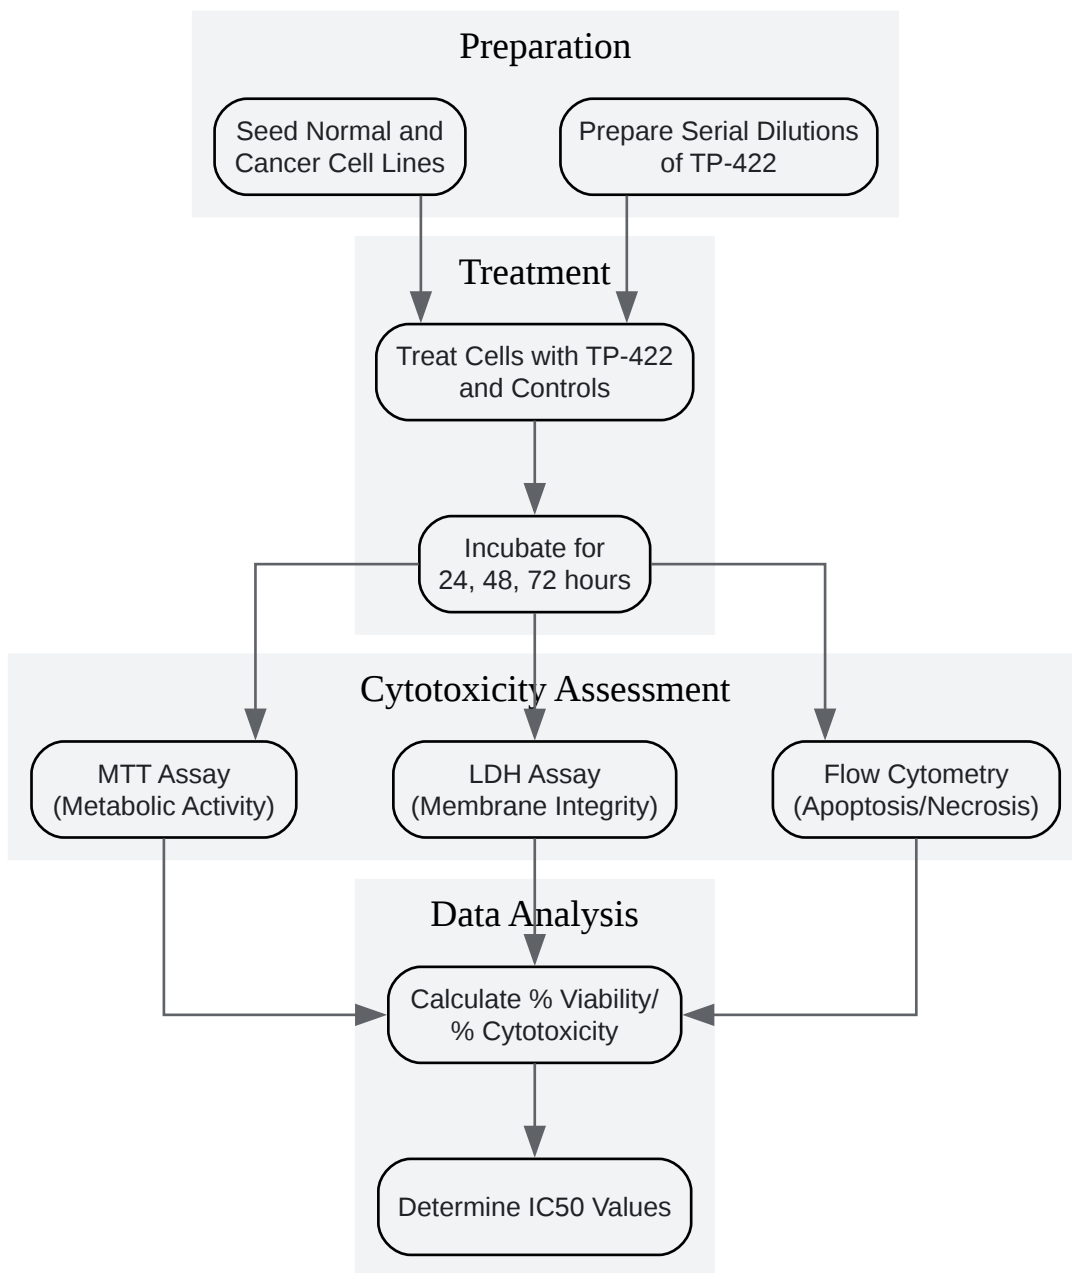 Preparation
Seed Normal and
Cancer Cell Lines
Prepare Serial Dilutions
of TP-422
Treatment
Treat Cells with TP-422
and Controls
Incubate for
24, 48, 72 hours
Cytotoxicity Assessment
MTT Assay
(Metabolic Activity)
LDH Assay
(Membrane Integrity)
Flow Cytometry
(Apoptosis/Necrosis)
Data Analysis
Calculate % Viability/
% Cytotoxicity
Determine IC50 Values